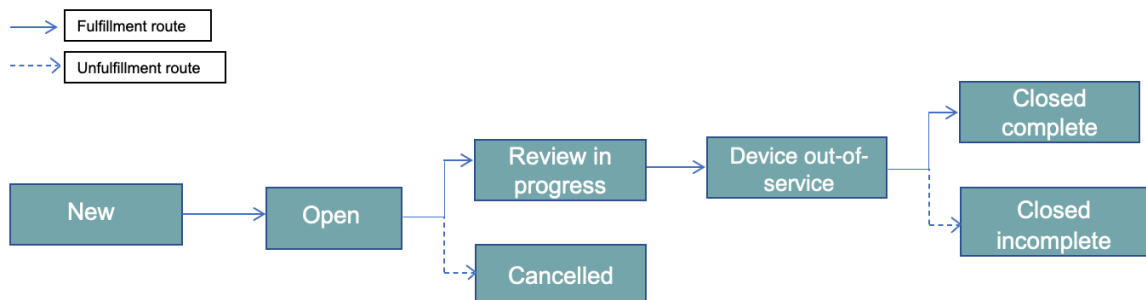 Fulfillment route
Unfulfillment route
New
Open
Review in
progress
Cancelled
Device out-of-
service
Closed
complete
Closed
incomplete